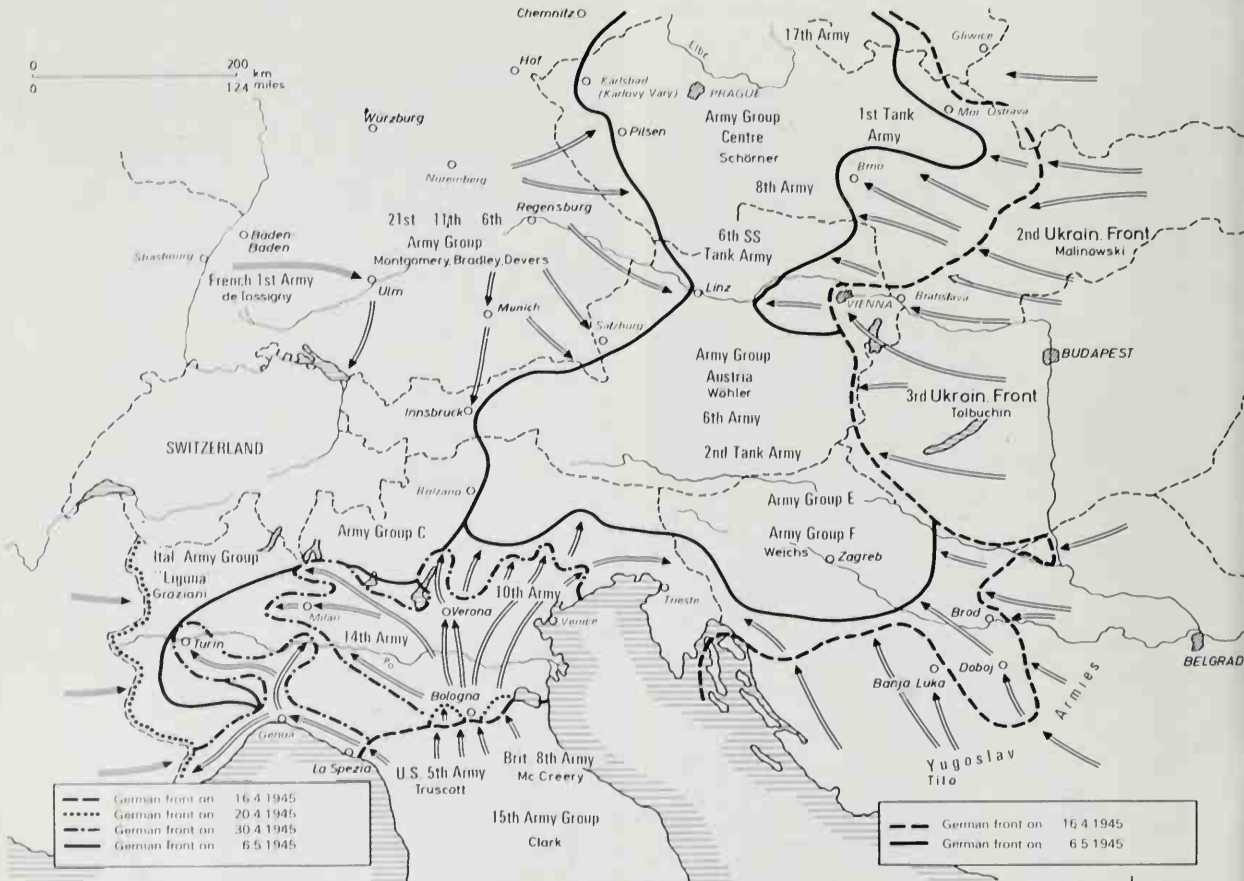 Chemnitz
17th Army
Gliwice
Elbe
0 200 km
0 124 miles
Hof
Karlsbad
(Karlovy Vary)
PRAGUE
Mor Ostrava
Würzburg
Pilsen
Army Group
Centre
Schörner
1st Tank
Army
Nuremberg
Brno
8th Army
Regensburg
21st 11th 6th
Army Group
Montgomery, Bradley, Devers
6th SS
Tank Army
2nd Ukrain. Front
Malinowski
Baden
Baden
Strasbourg
French 1st Army
de Tossigny
Ulm
Linz
VIENNA
Bratislava
Munich
Salzburg
BUDAPEST
Army Group
Austria
Wöhler
6th Army
2nd Tank Army
3rd Ukrain. Front
Tolbuchin
Innsbruck
SWITZERLAND
Bolzano
Army Group E
Army Group F
Weichs
Zagreb
Army Group C
Ital. Army Group
"Liguria"
Graziani
10th Army
Verona
Milan
Venice
Trieste
Brod
14th Army
Turin
Po
BELGRAD
Bologna
Banja Luka
Doboj
Armies
Genoa
La Spezia
U.S. 5th Army
Truscott
Brit. 8th Army
Mc Creery
Yugoslav
Tito
15th Army Group
Clark
German front on 16 4 1945
German front on 20 4 1945
German front on 30 4 1945
German front on 6 5 1945
German front on 16 4 1945
German front on 6 5 1945